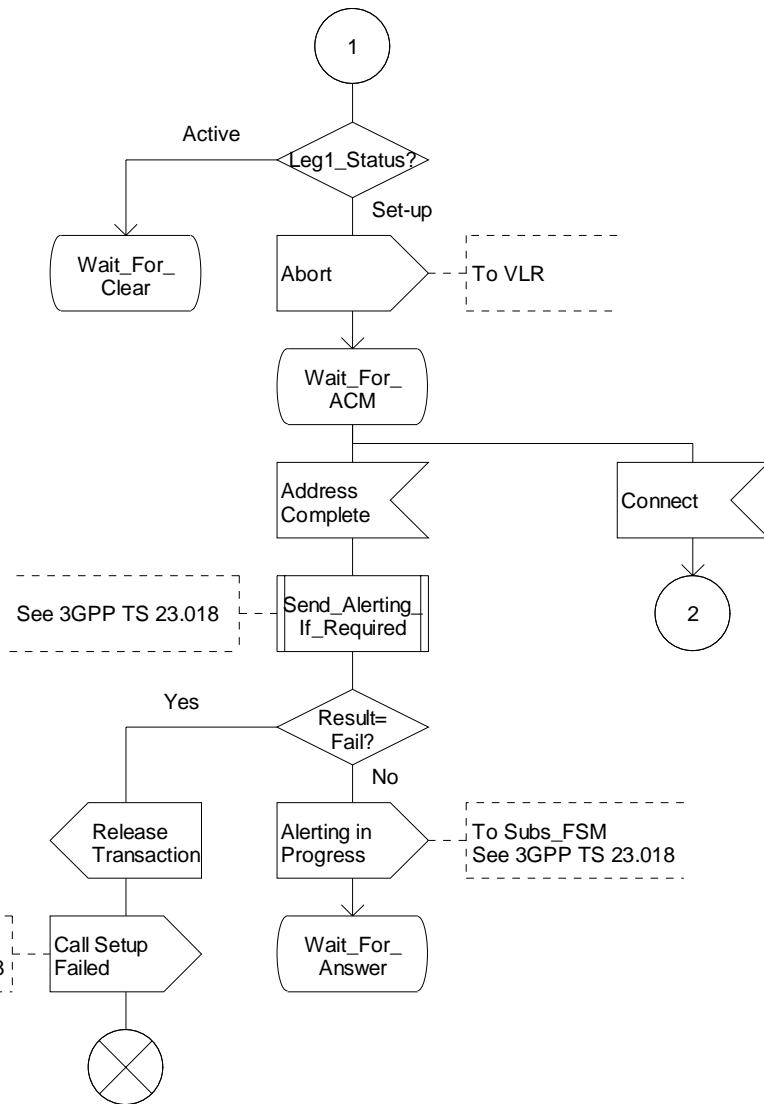 1
Active
Leg1_Status?
Set-up
Wait_For_
Clear
Abort
To VLR
Wait_For_
ACM
Address
Complete
Connect
See 3GPP TS 23.018
Send_Alerting_
If_Required
2
Yes
Result=
Fail?
No
Release
Transaction
Alerting in
Progress
To Subs_FSM
See 3GPP TS 23.018
Call Setup
Failed
Wait_For_
Answer